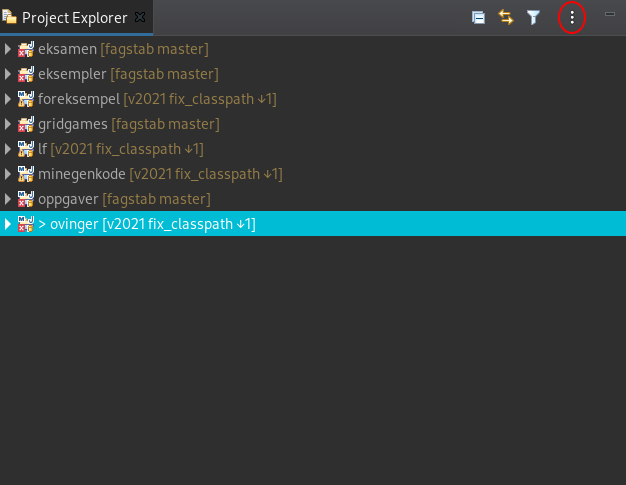 Project Explorer
eksamen [fagstab master]
eksempler [fagstab master]
foreksempel [v2021 fix_classpath ↓1]
gridgames [fagstab master]
lf [v2021 fix_classpath ↓1]
minegenkode [v2021 fix_classpath ↓1]
oppgaver [fagstab master]
> ovinger [v2021 fix_classpath ↓1]